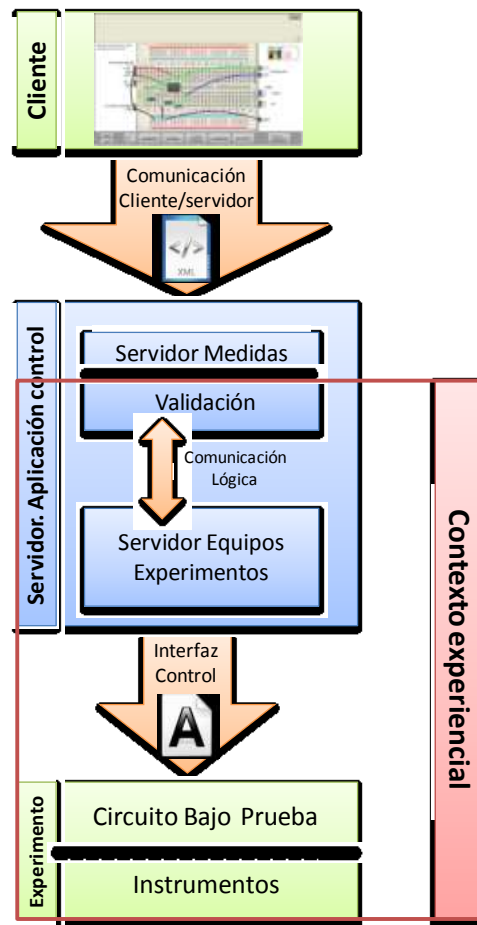 Cliente
Comunicación
Cliente/servidor
</>
XML
Servidor. Aplicación control
Servidor Medidas
Validación
Comunicación
Lógica
Servidor Equipos
Experimentos
Contexto experiencial
Interfaz
Control
A
Experimento
Circuito Bajo Prueba
Instrumentos